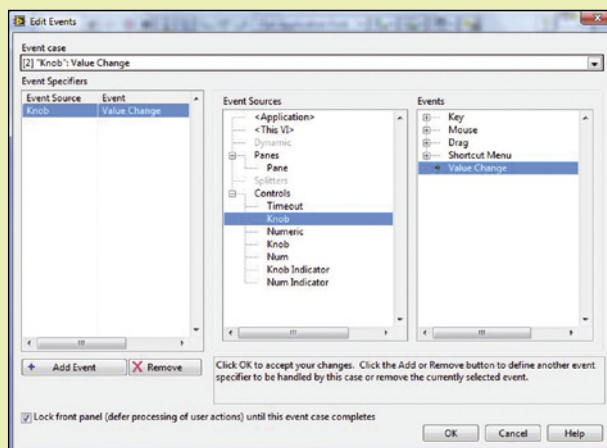 Edit Events
Event case
[2] "Knob": Value Change
Event Specifiers
Event Source Event
Knob Value Change
Event Sources
<Application>
<This VI>
Dynamic
Panes
Pane
Splitters
Controls
Timeout
Knob
Numeric
Knob
Num
Knob Indicator
Num Indicator
Events
Key
Mouse
Drag
Shortcut Menu
Value Change
Add Event
Remove
Click OK to accept your changes. Click the Add or Remove button to define another event
specifier to be handled by this case or remove the currently selected event.
Lock front panel (defer processing of user actions) until this event case completes
OK
Cancel
Help